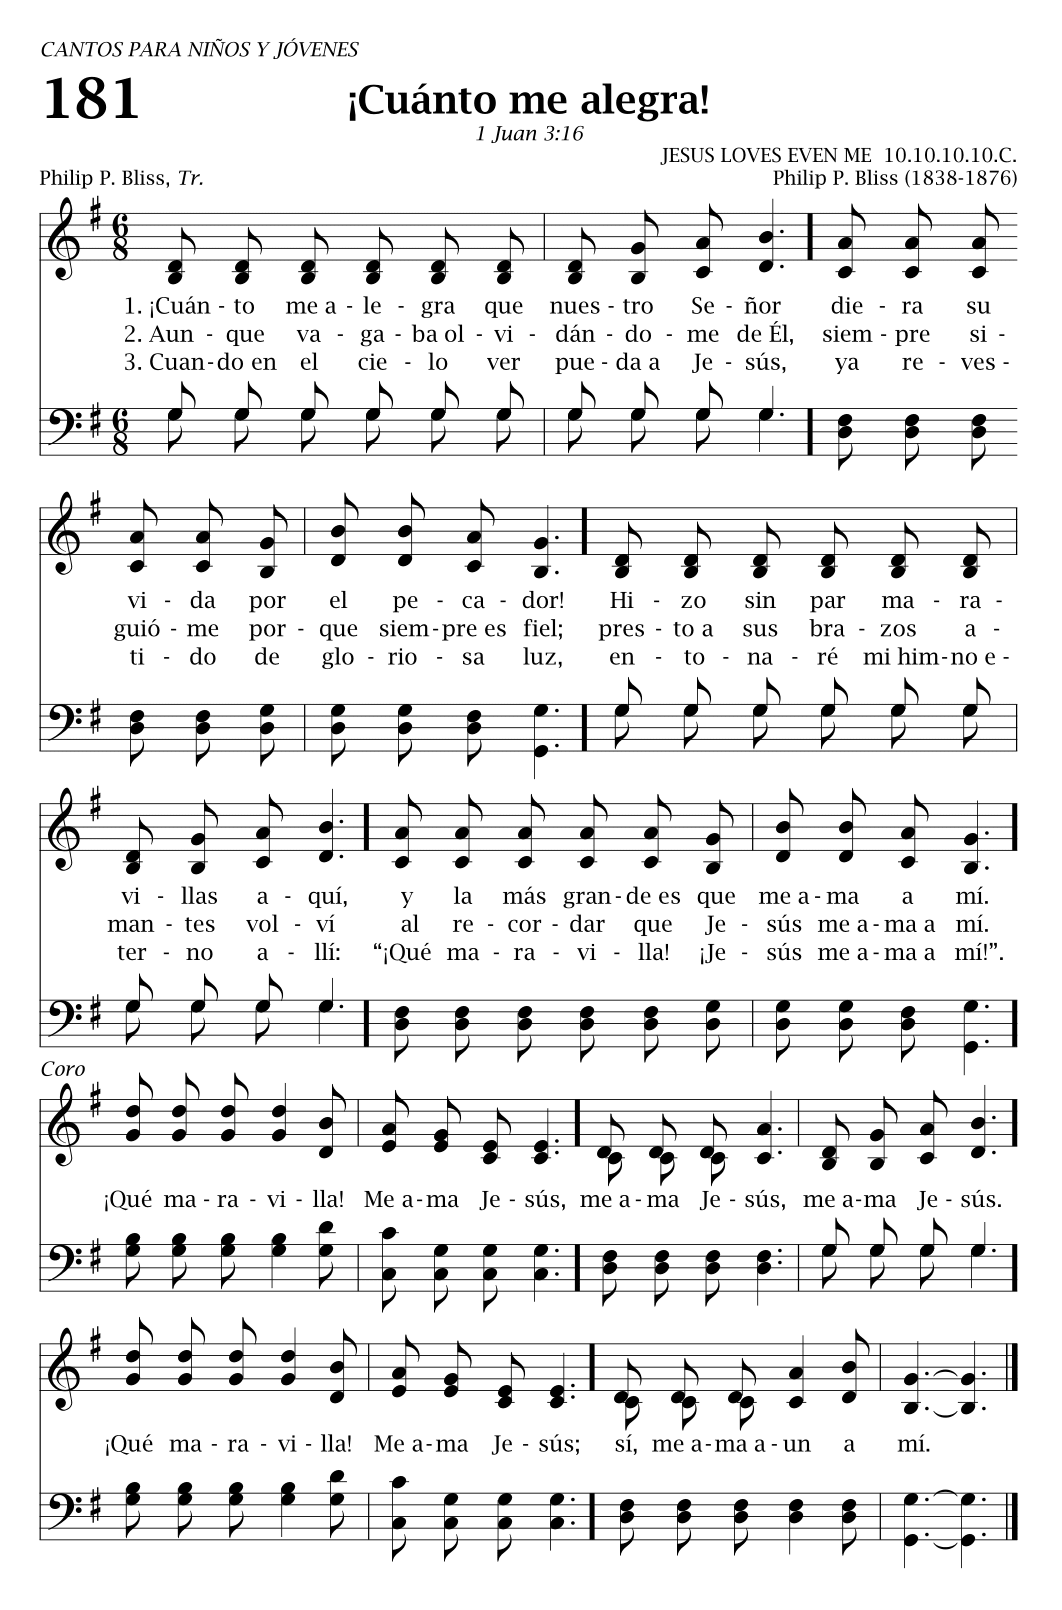 CANTOS PARA NIÑOS Y JÓVENES
181
¡Cuánto me alegra!
1 Juan 3:16
JESUS LOVES EVEN ME 10.10.10.10.C.
Philip P. Bliss, Tr.
Philip P. Bliss (1838-1876)
6 8
1. ¡Cuán - to me a - le - gra que nues - tro Se - ñor die - ra su
2. Aun - que va - ga - ba ol - vi - dán - do - me de Él, siem - pre si -
3. Cuan - do en el cie - lo ver pue - da a Je - sús, ya re - ves -
6 8
vi - da por el pe - ca - dor! Hi - zo sin par ma - ra -
guió - me por - que siem - pre es fiel; pres - to a sus bra - zos a -
ti - do de glo - rio - sa luz, en - to - na - ré mi him - no e -
vi - llas a - quí, y la más gran - de es que me a - ma a mí.
man - tes vol - ví al re - cor - dar que Je - sús me a - ma a mí.
ter - no a - llí: “¡Qué ma - ra - vi - lla! ¡Je - sús me a - ma a mí!”.
Coro
¡Qué ma - ra - vi - lla! Me a - ma Je - sús, me a - ma Je - sús, me a - ma Je - sús.
¡Qué ma - ra - vi - lla! Me a - ma Je - sús; sí, me a - ma a - un a mí.